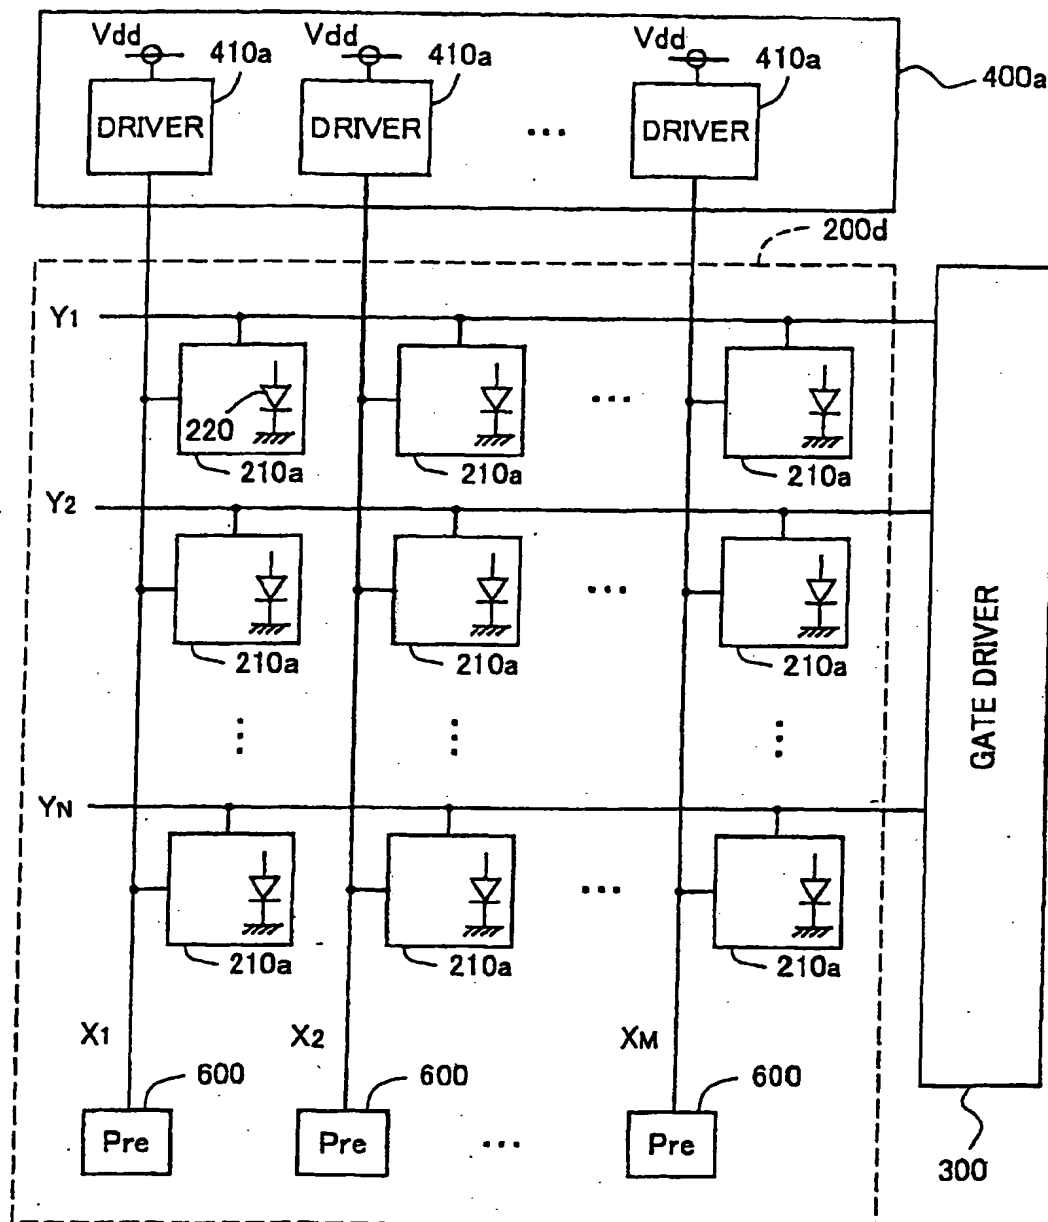 Vdd 410a Vdd 410a Vdd 410a 400a
DRIVER DRIVER ... DRIVER
200d
Y1
220 ...
210a 210a 210a
Y2
...
210a 210a 210a
GATE DRIVER
YN
...
210a 210a 210a
X1 X2 XM
600 600 600
Pre Pre ... Pre
300